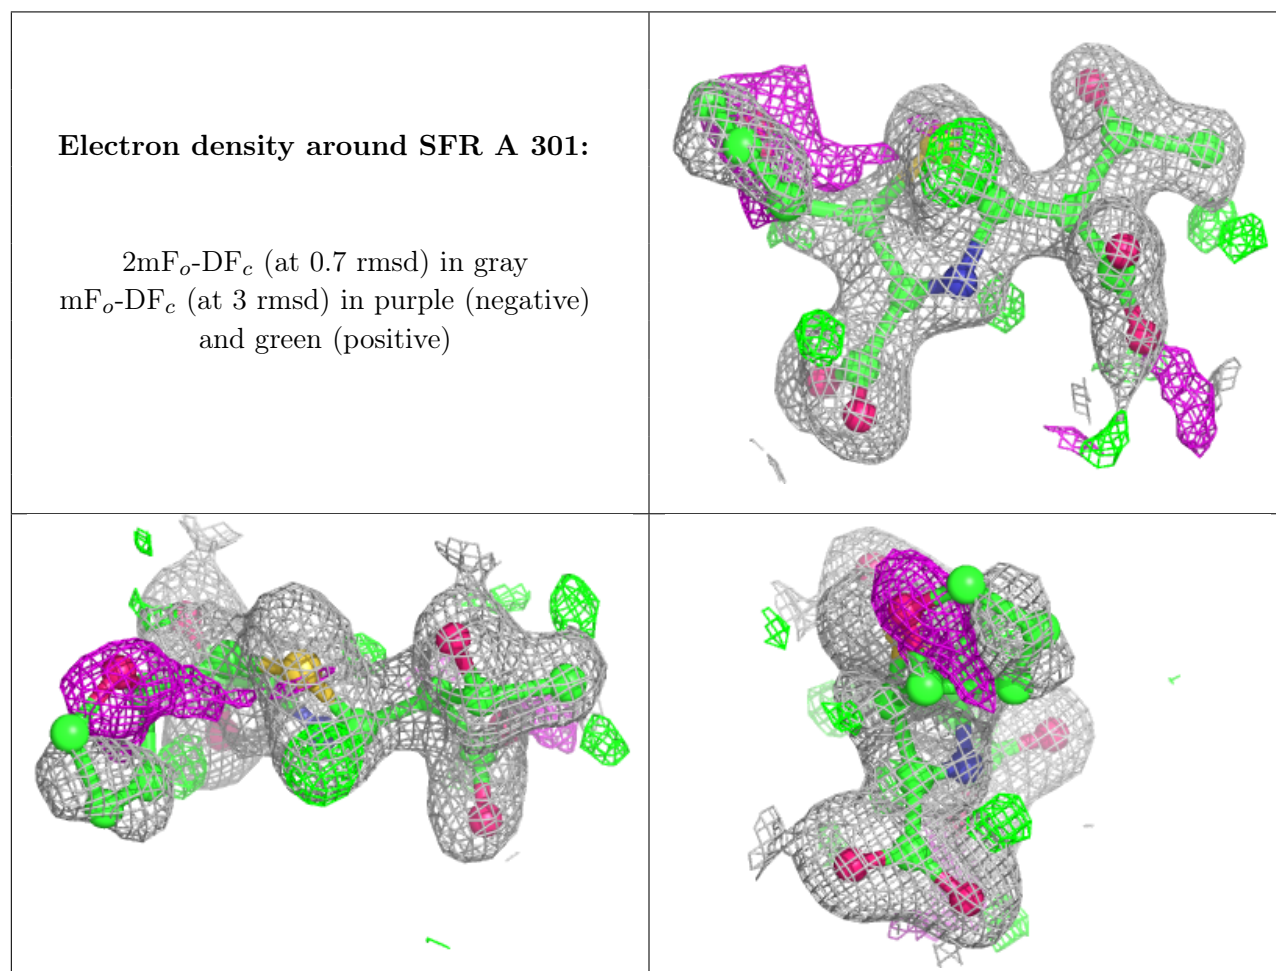 Electron density around SFR A 301:
2mFo-DFc (at 0.7 rmsd) in gray
mFo-DFc (at 3 rmsd) in purple (negative)
and green (positive)